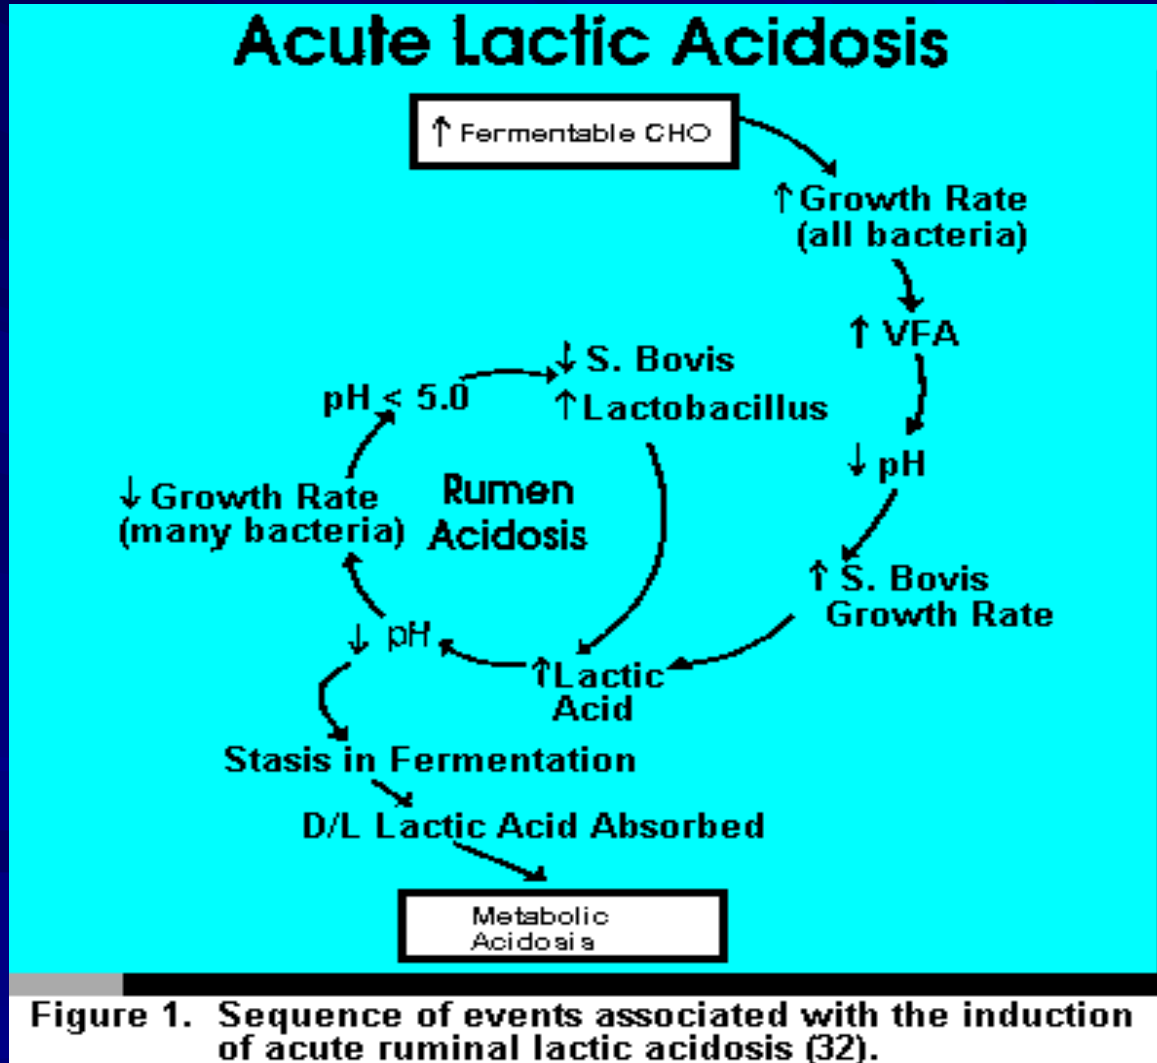 Acute Lactic Acidosis
↑ Fermentable CHO
↑ Growth Rate
(all bacteria)
↑ VFA
↓ pH
↑ S. Bovis
Growth Rate
↑ Lactic
Acid
↓ pH
↓ Growth Rate
(many bacteria)
pH < 5.0
↓ S. Bovis
↑ Lactobacillus
Rumen
Acidosis
Stasis in Fermentation
D/L Lactic Acid Absorbed
Metabolic
Acidosis
Figure 1. Sequence of events associated with the induction
of acute ruminal lactic acidosis (32).